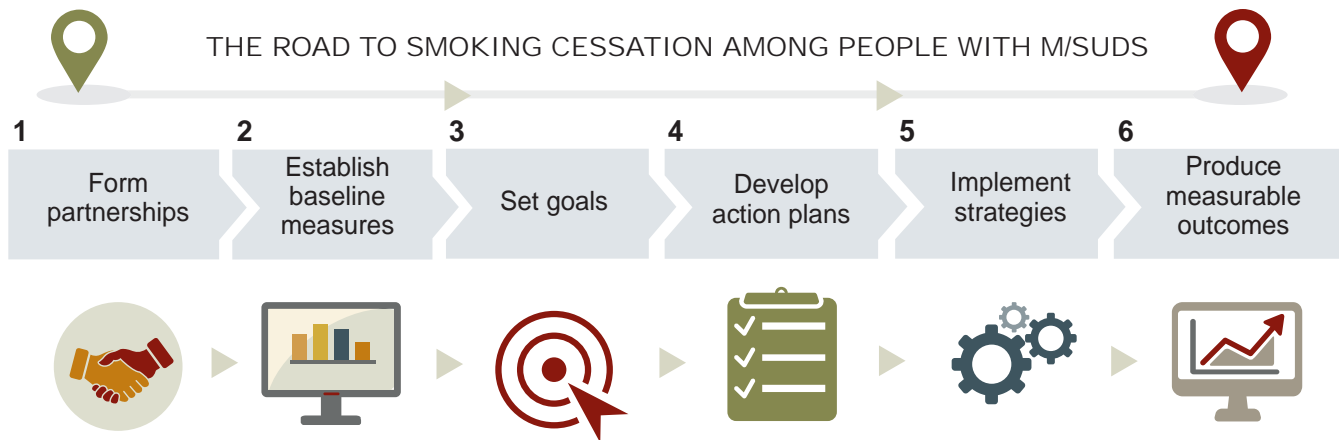 THE ROAD TO SMOKING CESSATION AMONG PEOPLE WITH M/SUDS
1
Form
partnerships
2
Establish
baseline
measures
3
Set goals
4
Develop
action plans
5
Implement
strategies
6
Produce
measurable
outcomes